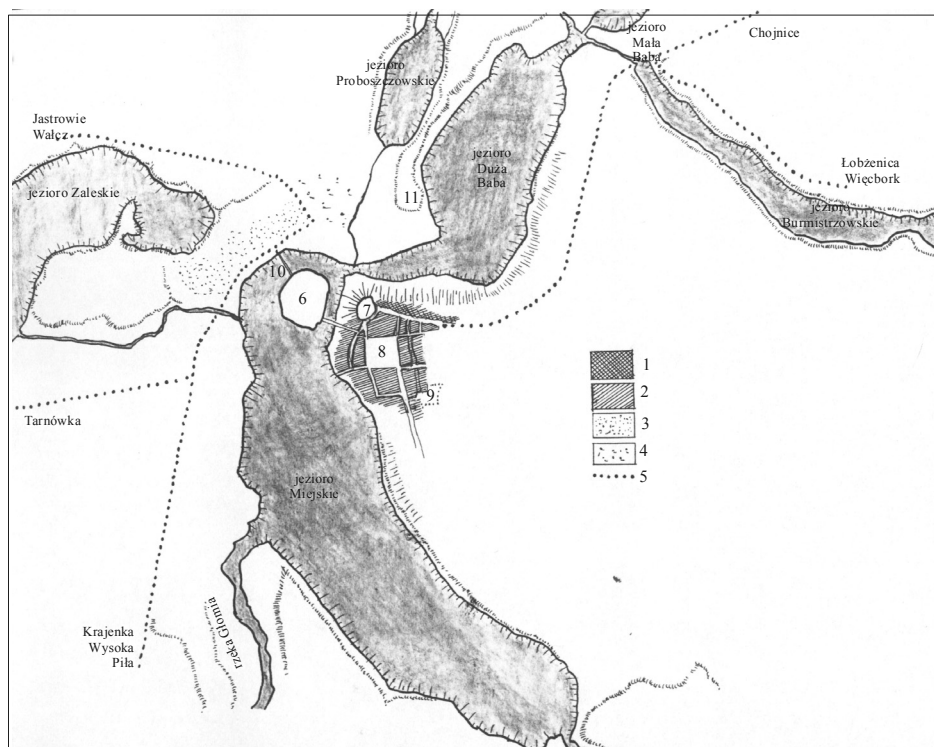 Chojnice
jezioro
Mała
Baba
jezioro
Proboszczowskie
Jastrowie
Wałcz
jezioro
Duża
Baba
Łobżenica
Więcbork
jezioro Zaleskie
11
jezioro
Burmistrzowskie
10
6
7
8
9
1
2
3
4
5
Tarnówka
jezioro
Miejskie
rzeka Głomia
Krajenka
Wysoka
Piła